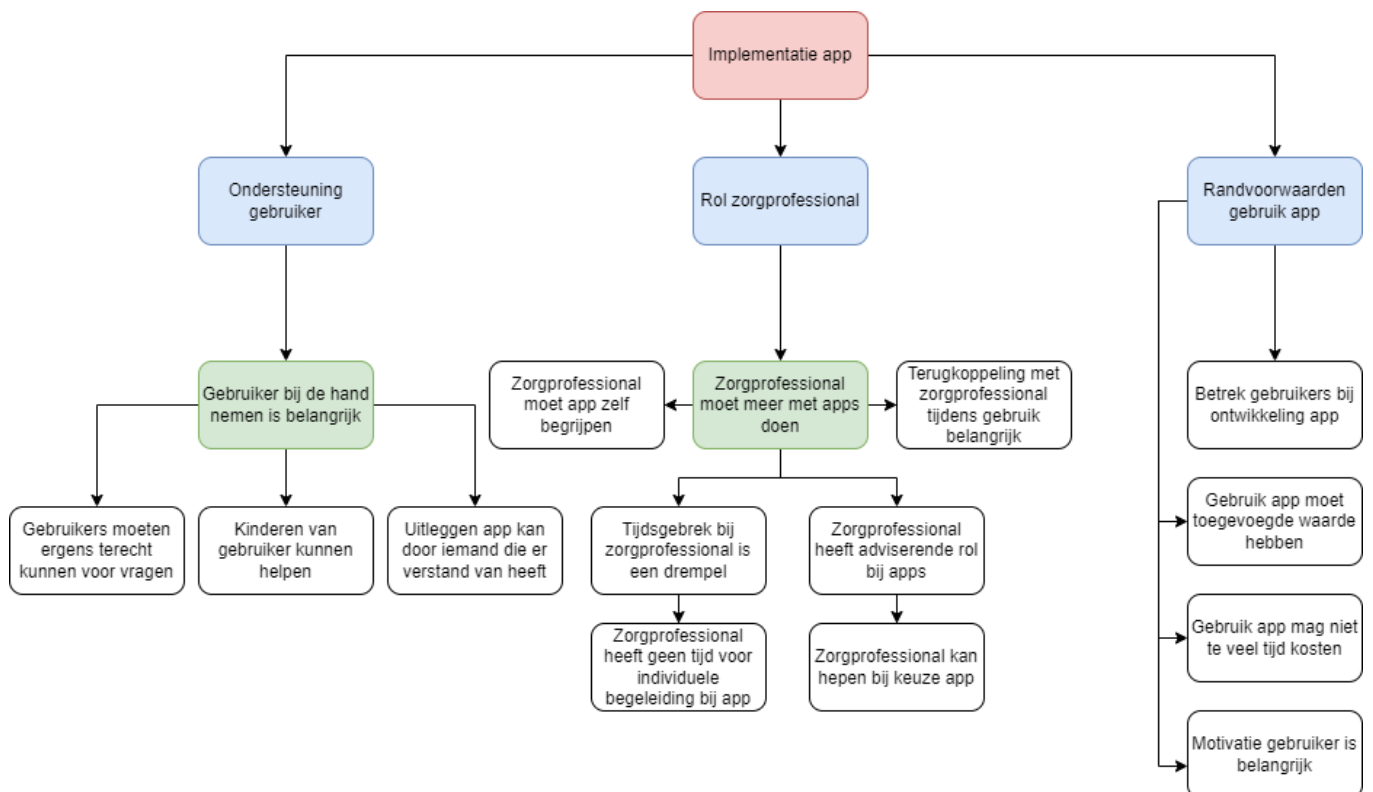 Implementatie app
Ondersteuning
gebruiker
Rol zorgprofessional
Randvoorwaarden
gebruik app
Gebruiker bij de hand
nemen is belangrijk
Zorgprofessional
moet app zelf
begrijpen
Zorgprofessional
moet meer met apps
doen
Terugkoppeling met
zorgprofessional
tijdens gebruik
belangrijk
Betrek gebruikers bij
ontwikkeling app
Gebruikers moeten
ergens terecht
kunnen voor vragen
Kinderen van
gebruiker kunnen
helpen
Uitleggen app kan
door iemand die er
verstand van heeft
Tijdsgebrek bij
zorgprofessional is
een drempel
Zorgprofessional
heeft adviserende rol
bij apps
Gebruik app moet
toegevoegde waarde
hebben
Zorgprofessional
heeft geen tijd voor
individuele
begeleiding bij app
Zorgprofessional kan
hepen bij keuze app
Gebruik app mag niet
te veel tijd kosten
Motivatie gebruiker is
belangrijk